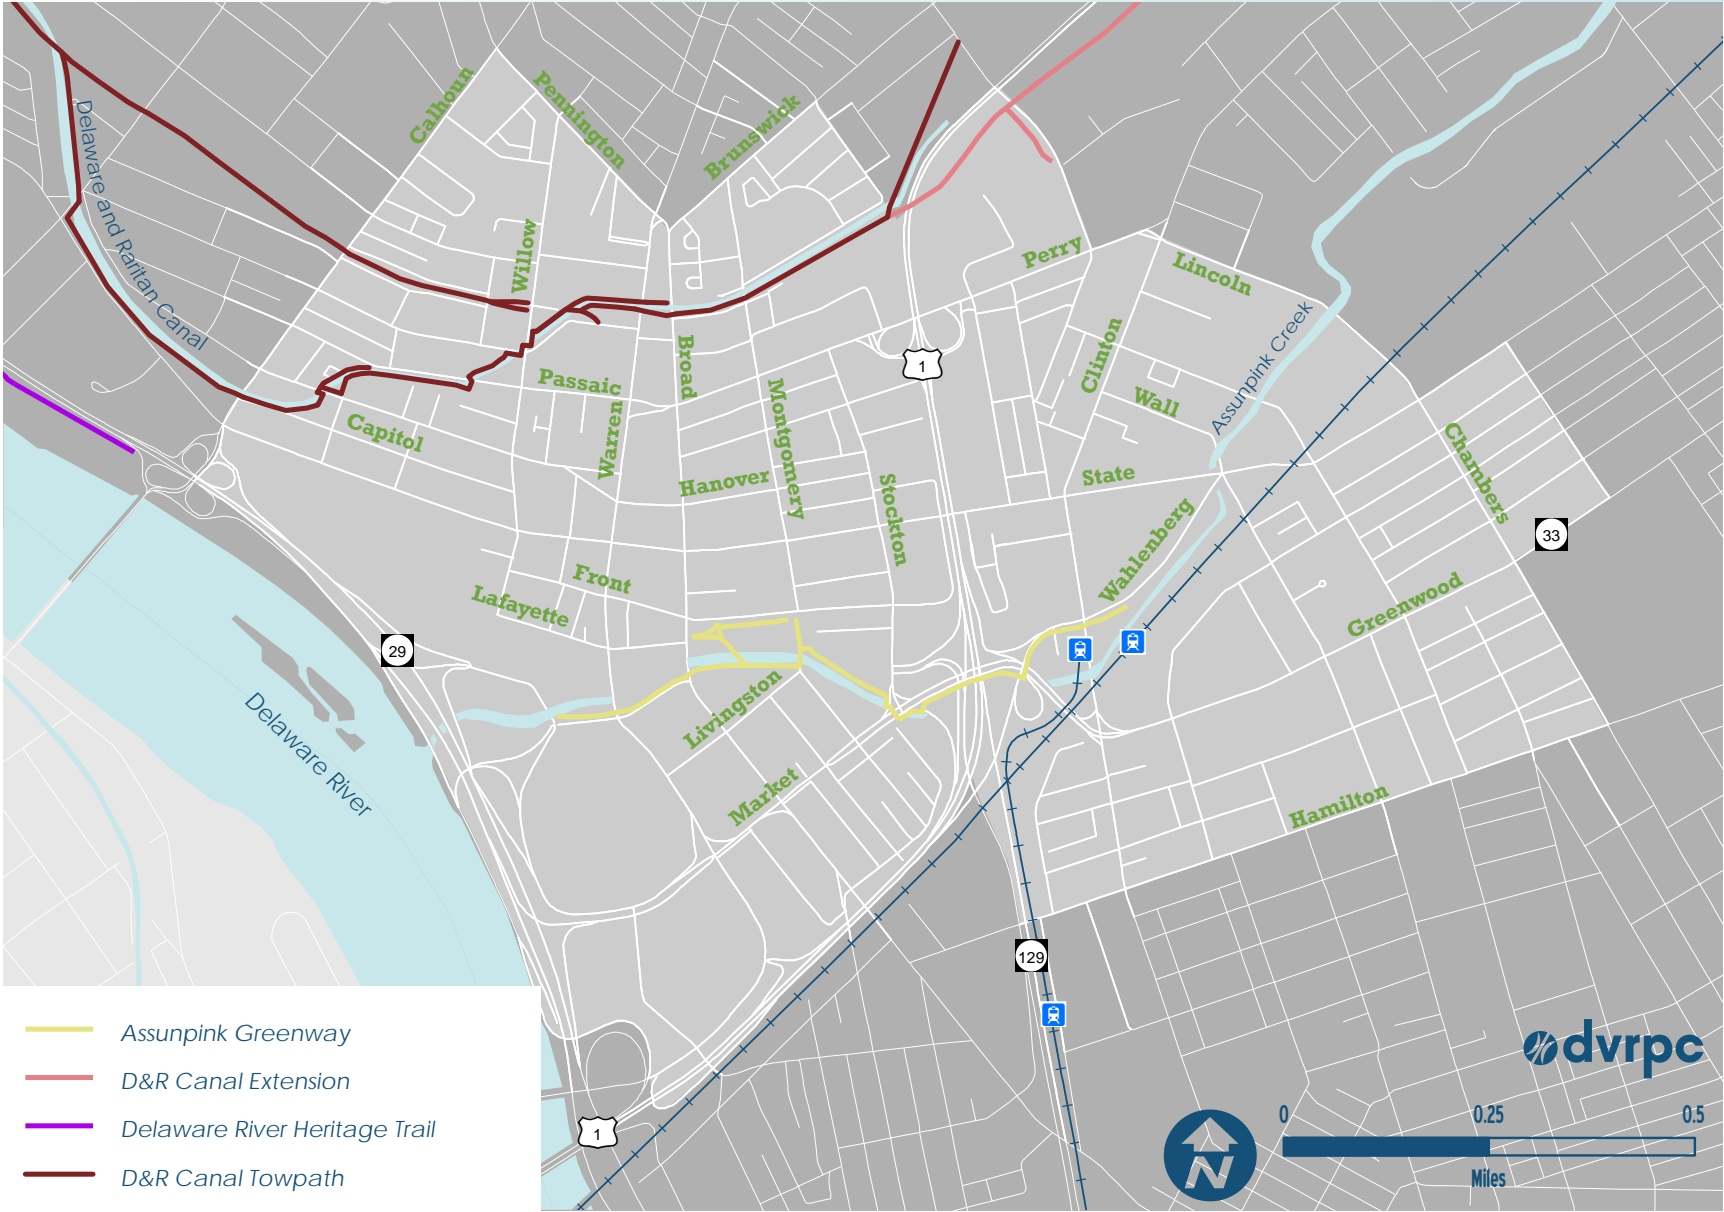 Calhoun
Pennington
Brunswick
Delaware and Raritan Canal
Willow
Perry
Lincoln
Assunpink Creek
1
Broad
Clinton
Passaic
Montgomery
Wall
Warren
Capitol
Chambers
Hanover
State
Stockton
Wahlenberg
33
Front
Lafayette
Greenwood
29
Livingston
Delaware River
Market
Hamilton
129
Assunpink Greenway
D&R Canal Extension
Delaware River Heritage Trail
D&R Canal Towpath
1
dvrpc
N
0 0.25 0.5
Miles